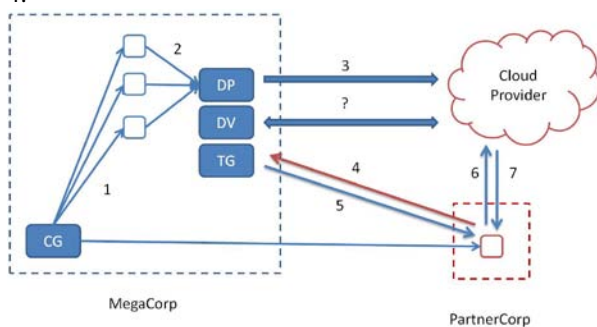 2
3
DP
?
DV
TG
Cloud
Provider
4
5
6
7
1
CG
MegaCorp
PartnerCorp